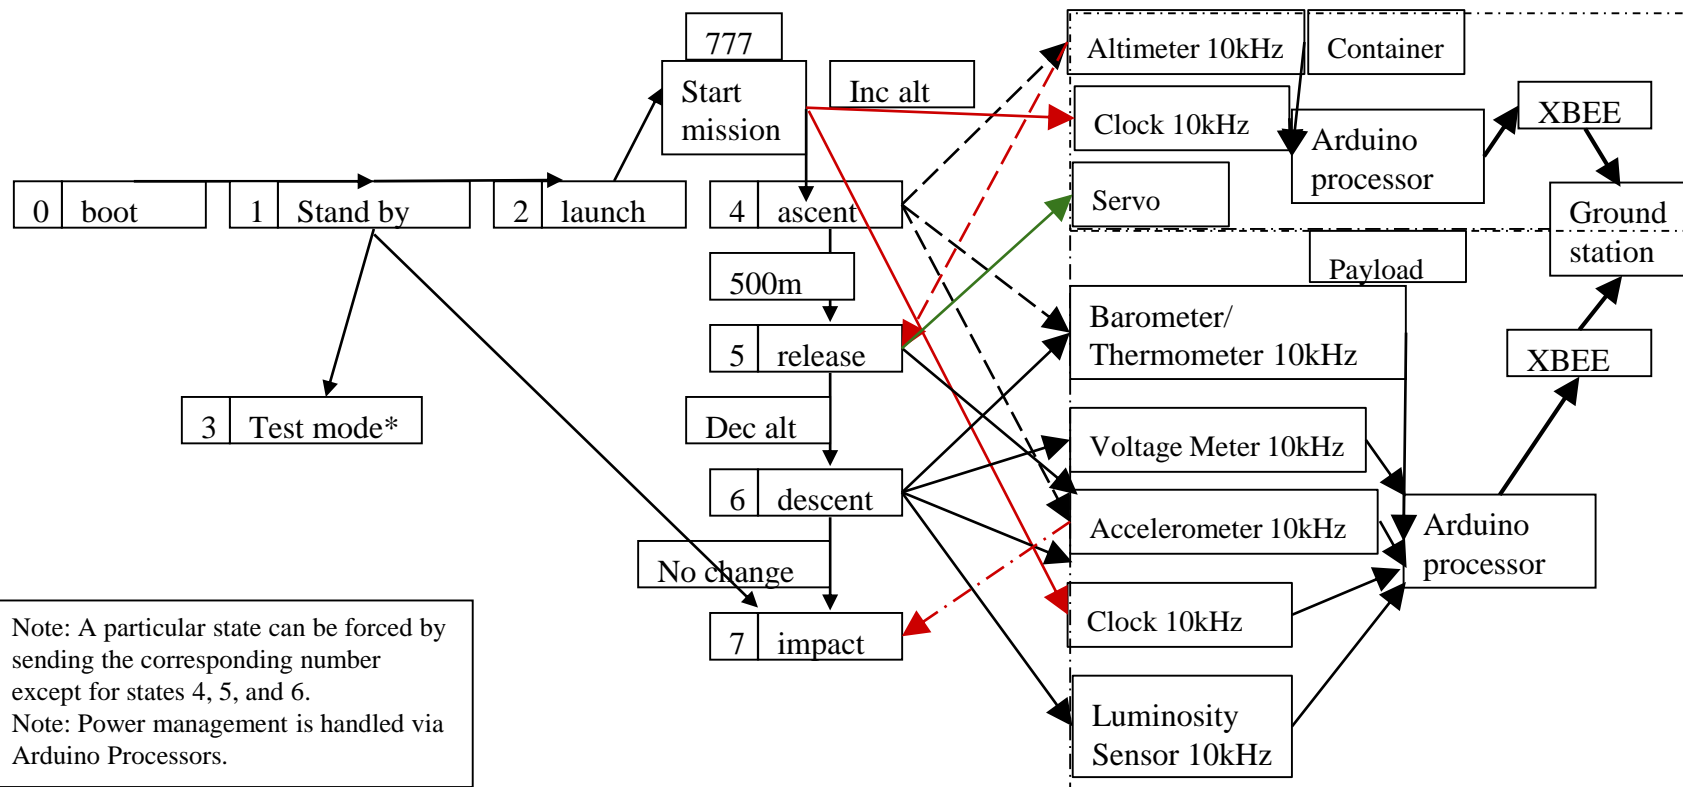 777
Start
mission
Inc alt
0 boot
1 Stand by
2 launch
3 Test mode*
4 ascent
500m
5 release
Dec alt
6 descent
No change
7 impact
Note: A particular state can be forced by
sending the corresponding number
except for states 4, 5, and 6.
Note: Power management is handled via
Arduino Processors.
Altimeter 10kHz
Container
Clock 10kHz
Servo
Arduino
processor
XBEE
Ground
station
Payload
Barometer/
Thermometer 10kHz
Voltage Meter 10kHz
Accelerometer 10kHz
Clock 10kHz
Luminosity
Sensor 10kHz
Arduino
processor
XBEE